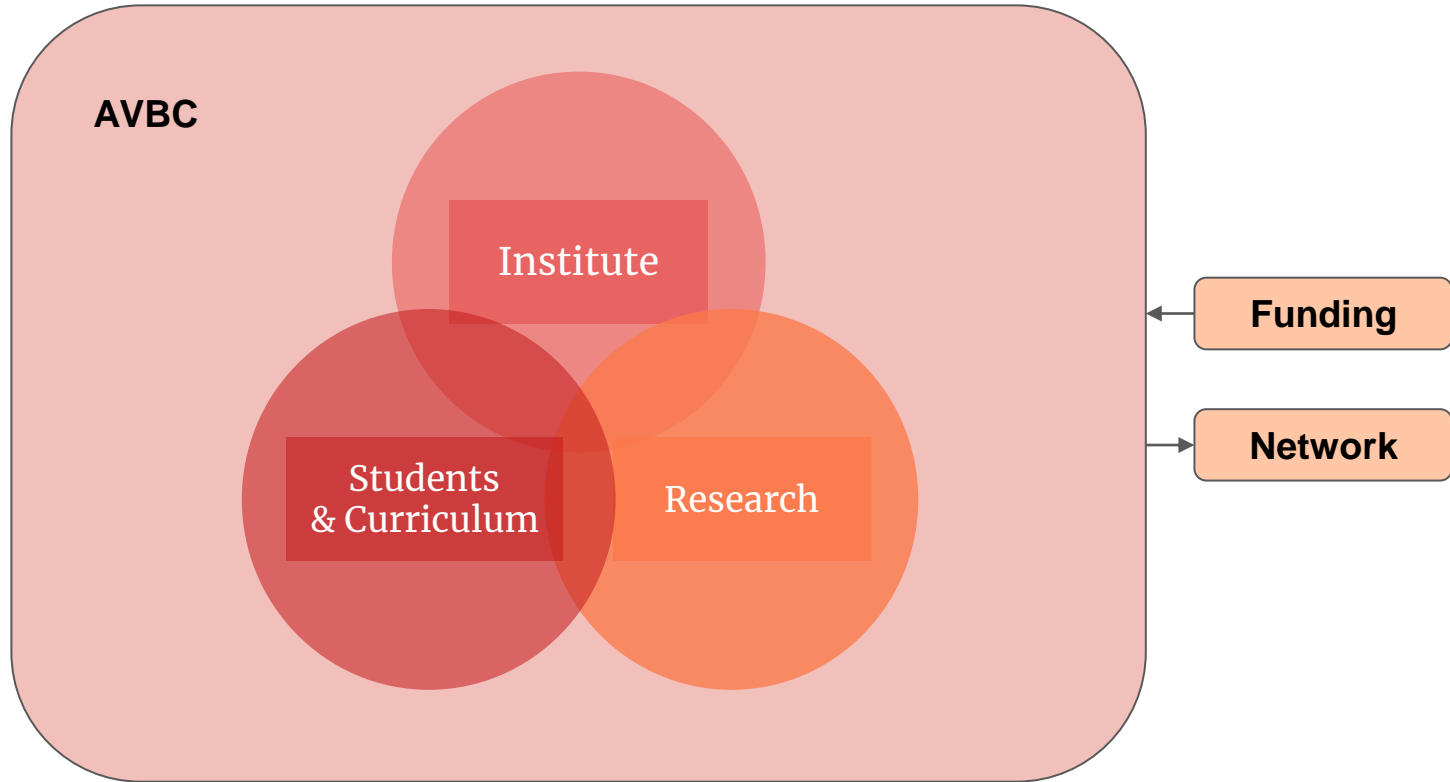 AVBC
Institute
Students
& Curriculum
Research
Funding
Network